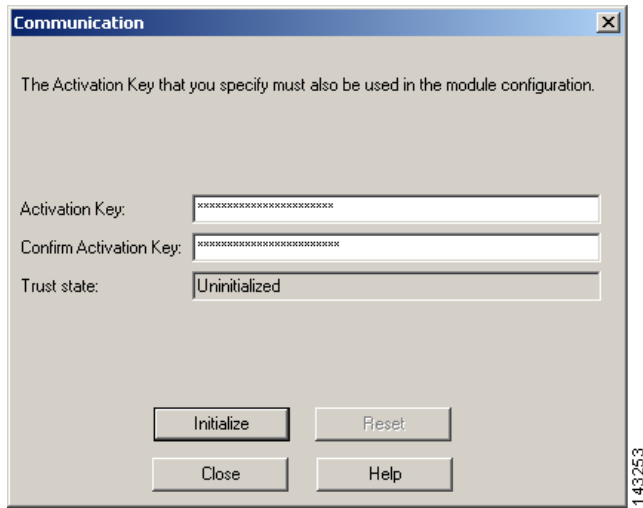 Communication
The Activation Key that you specify must also be used in the module configuration.
Activation Key: ***********************
Confirm Activation Key: ************************
Trust state: Uninitialized
Initialize Reset
Close Help
143253